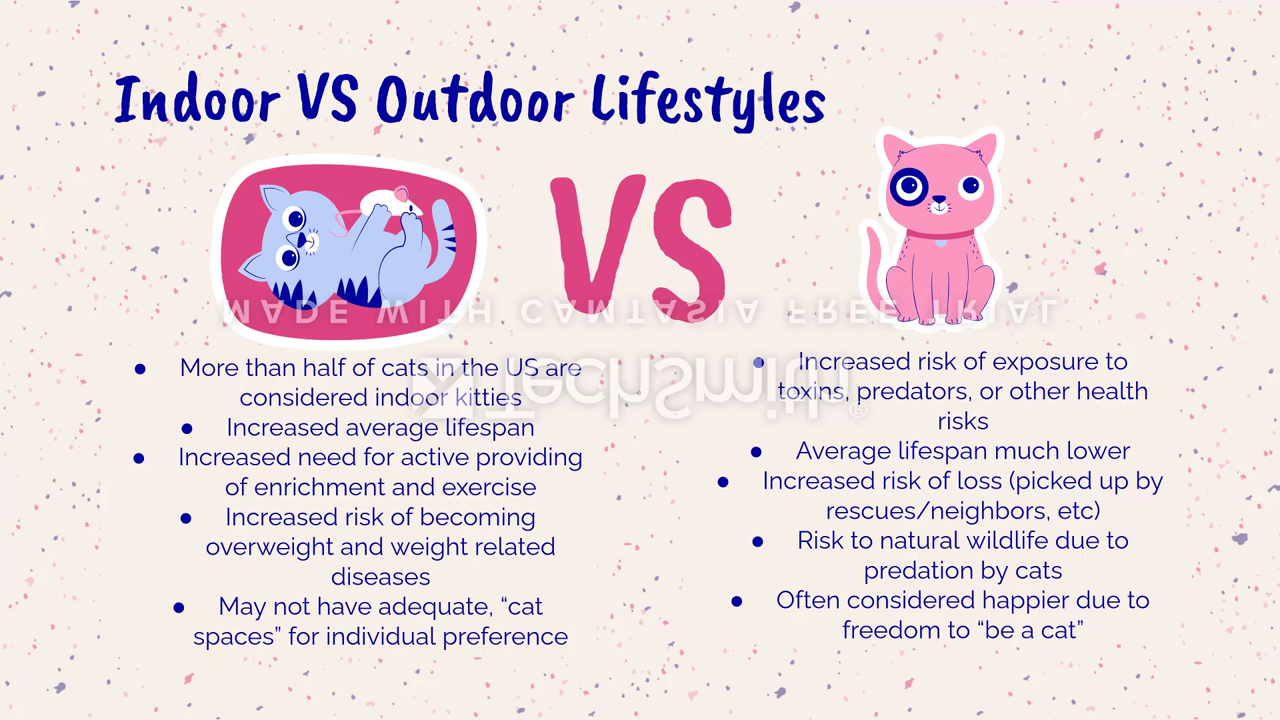 Indoor VS Outdoor Lifestyles
VS
MADE WITH CAMTASIA FREE TRIAL
TechSmith®
● More than half of cats in the US are
considered indoor kitties
● Increased average lifespan
● Increased need for active providing
of enrichment and exercise
● Increased risk of becoming
overweight and weight related
diseases
● May not have adequate, “cat
spaces” for individual preference
● Increased risk of exposure to
toxins, predators, or other health
risks
● Average lifespan much lower
● Increased risk of loss (picked up by
rescues/neighbors, etc)
● Risk to natural wildlife due to
predation by cats
● Often considered happier due to
freedom to “be a cat”